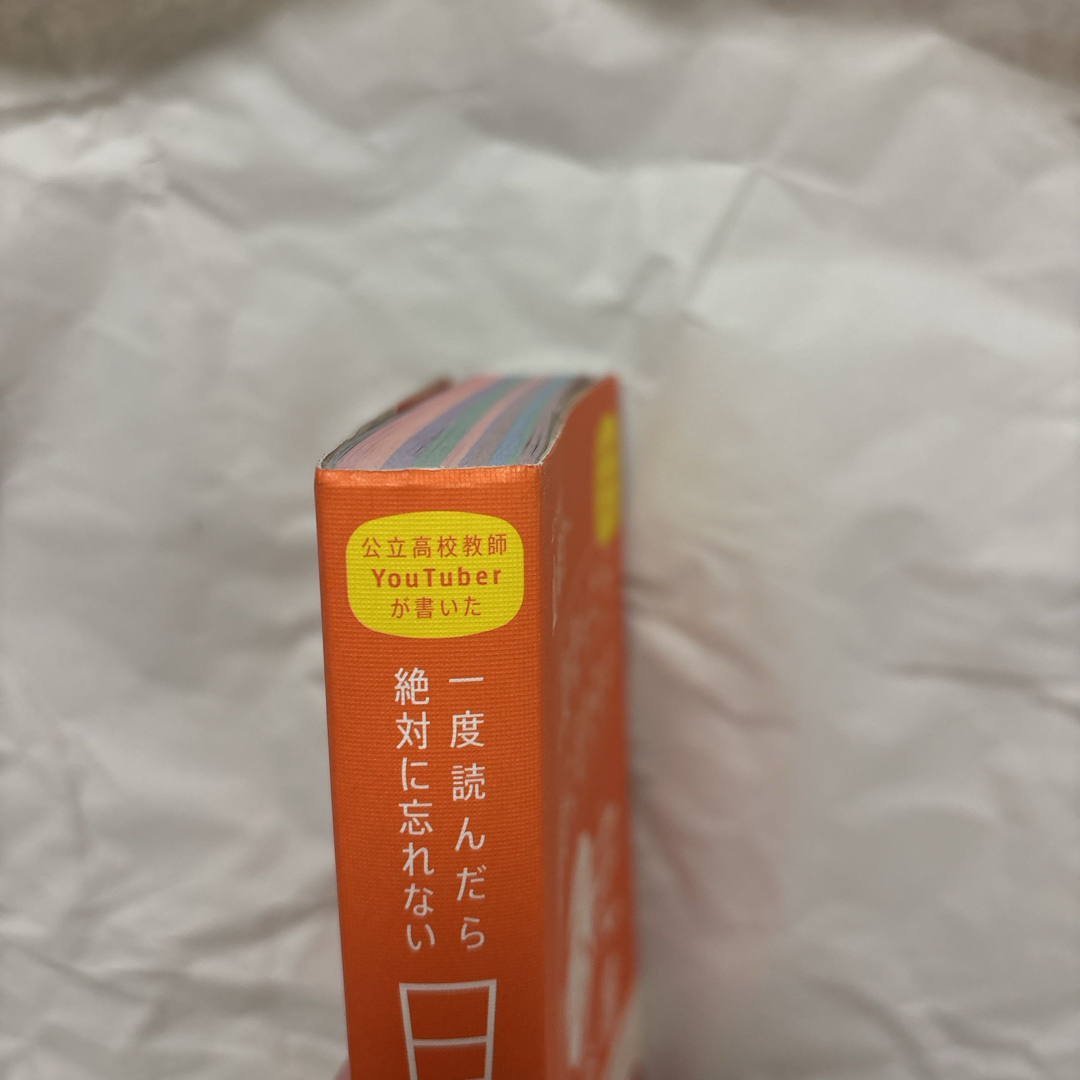 公立高校教師
YouTuber
が書いた
一度読んだら
絶対に忘れない